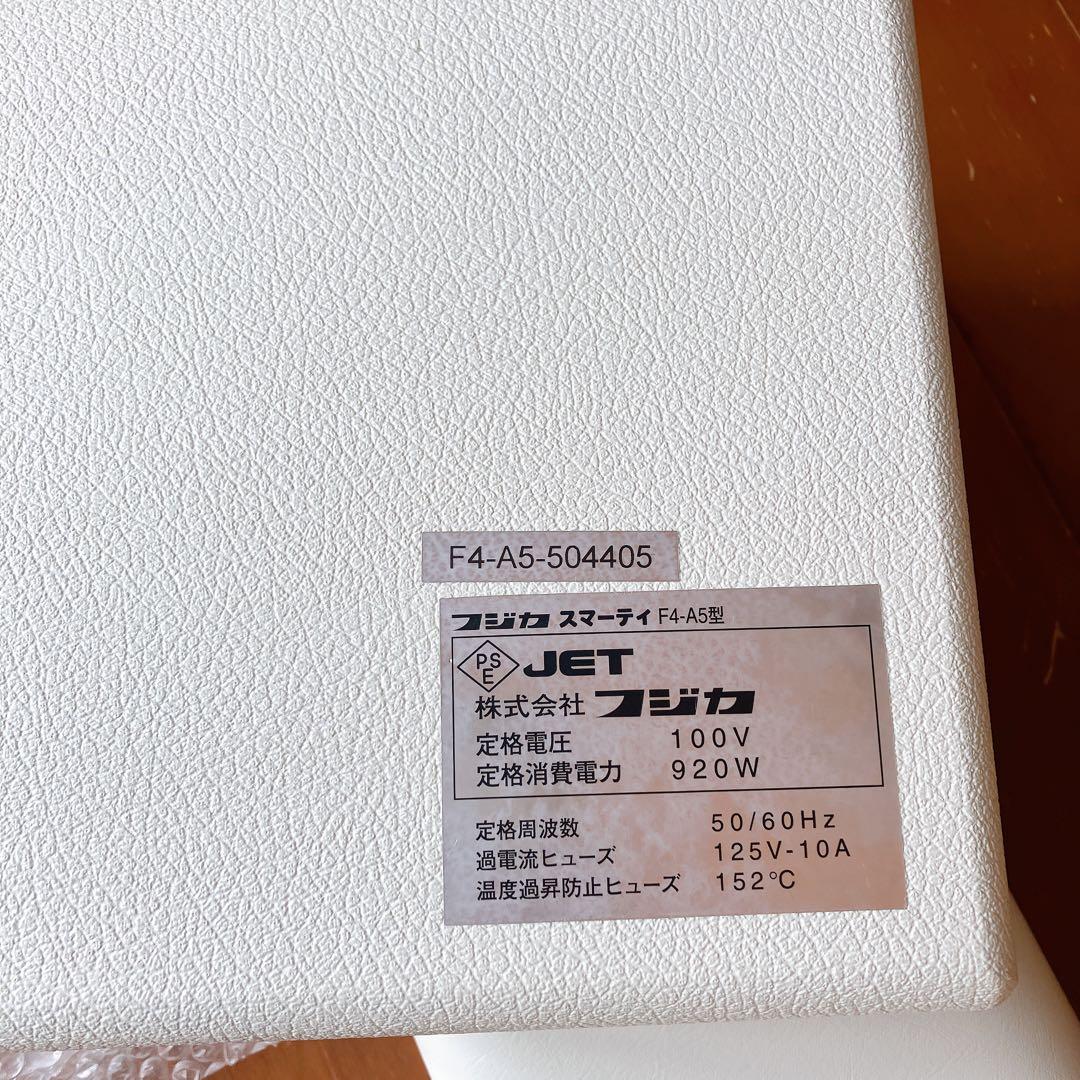 F4-A5-504405
フジカ スマーティ F4-A5型
PSE JET
株式会社 フジカ
定格電圧 100V
定格消費電力 920W
定格周波数 50/60Hz
過電流ヒューズ 125V-10A
温度過昇防止ヒューズ 152℃